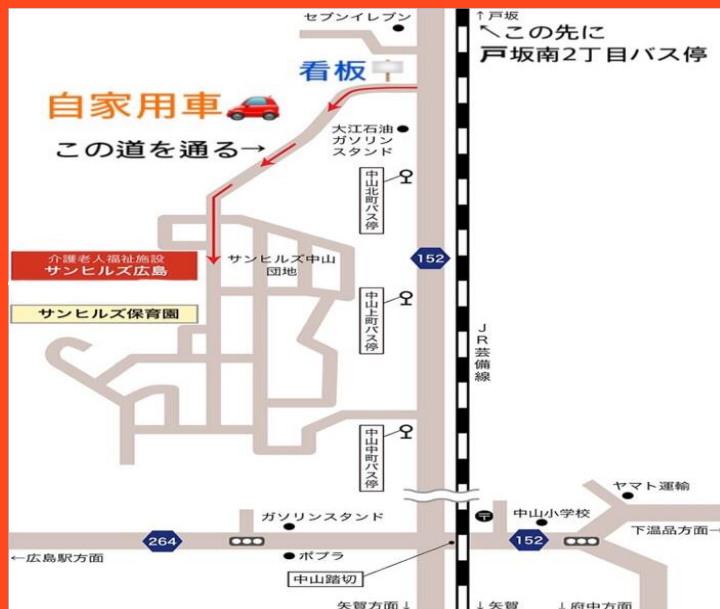 セブンイレブン
↑戸坂
↖この先に
戸坂南2丁目バス停
看板
自家用車
この道を通る→
大江石油
ガソリン
スタンド
中山北町バス停
介護老人福祉施設
サンヒルズ広島
サンヒルズ中山
団地
152
サンヒルズ保育園
中山上町バス停
JR芸備線
中山中町バス停
ヤマト運輸
ガソリンスタンド
〒
中山小学校
下温品方面→
264
152
←広島駅方面
ポプラ
中山踏切
矢賀方面↓
↓矢賀
↓府中方面